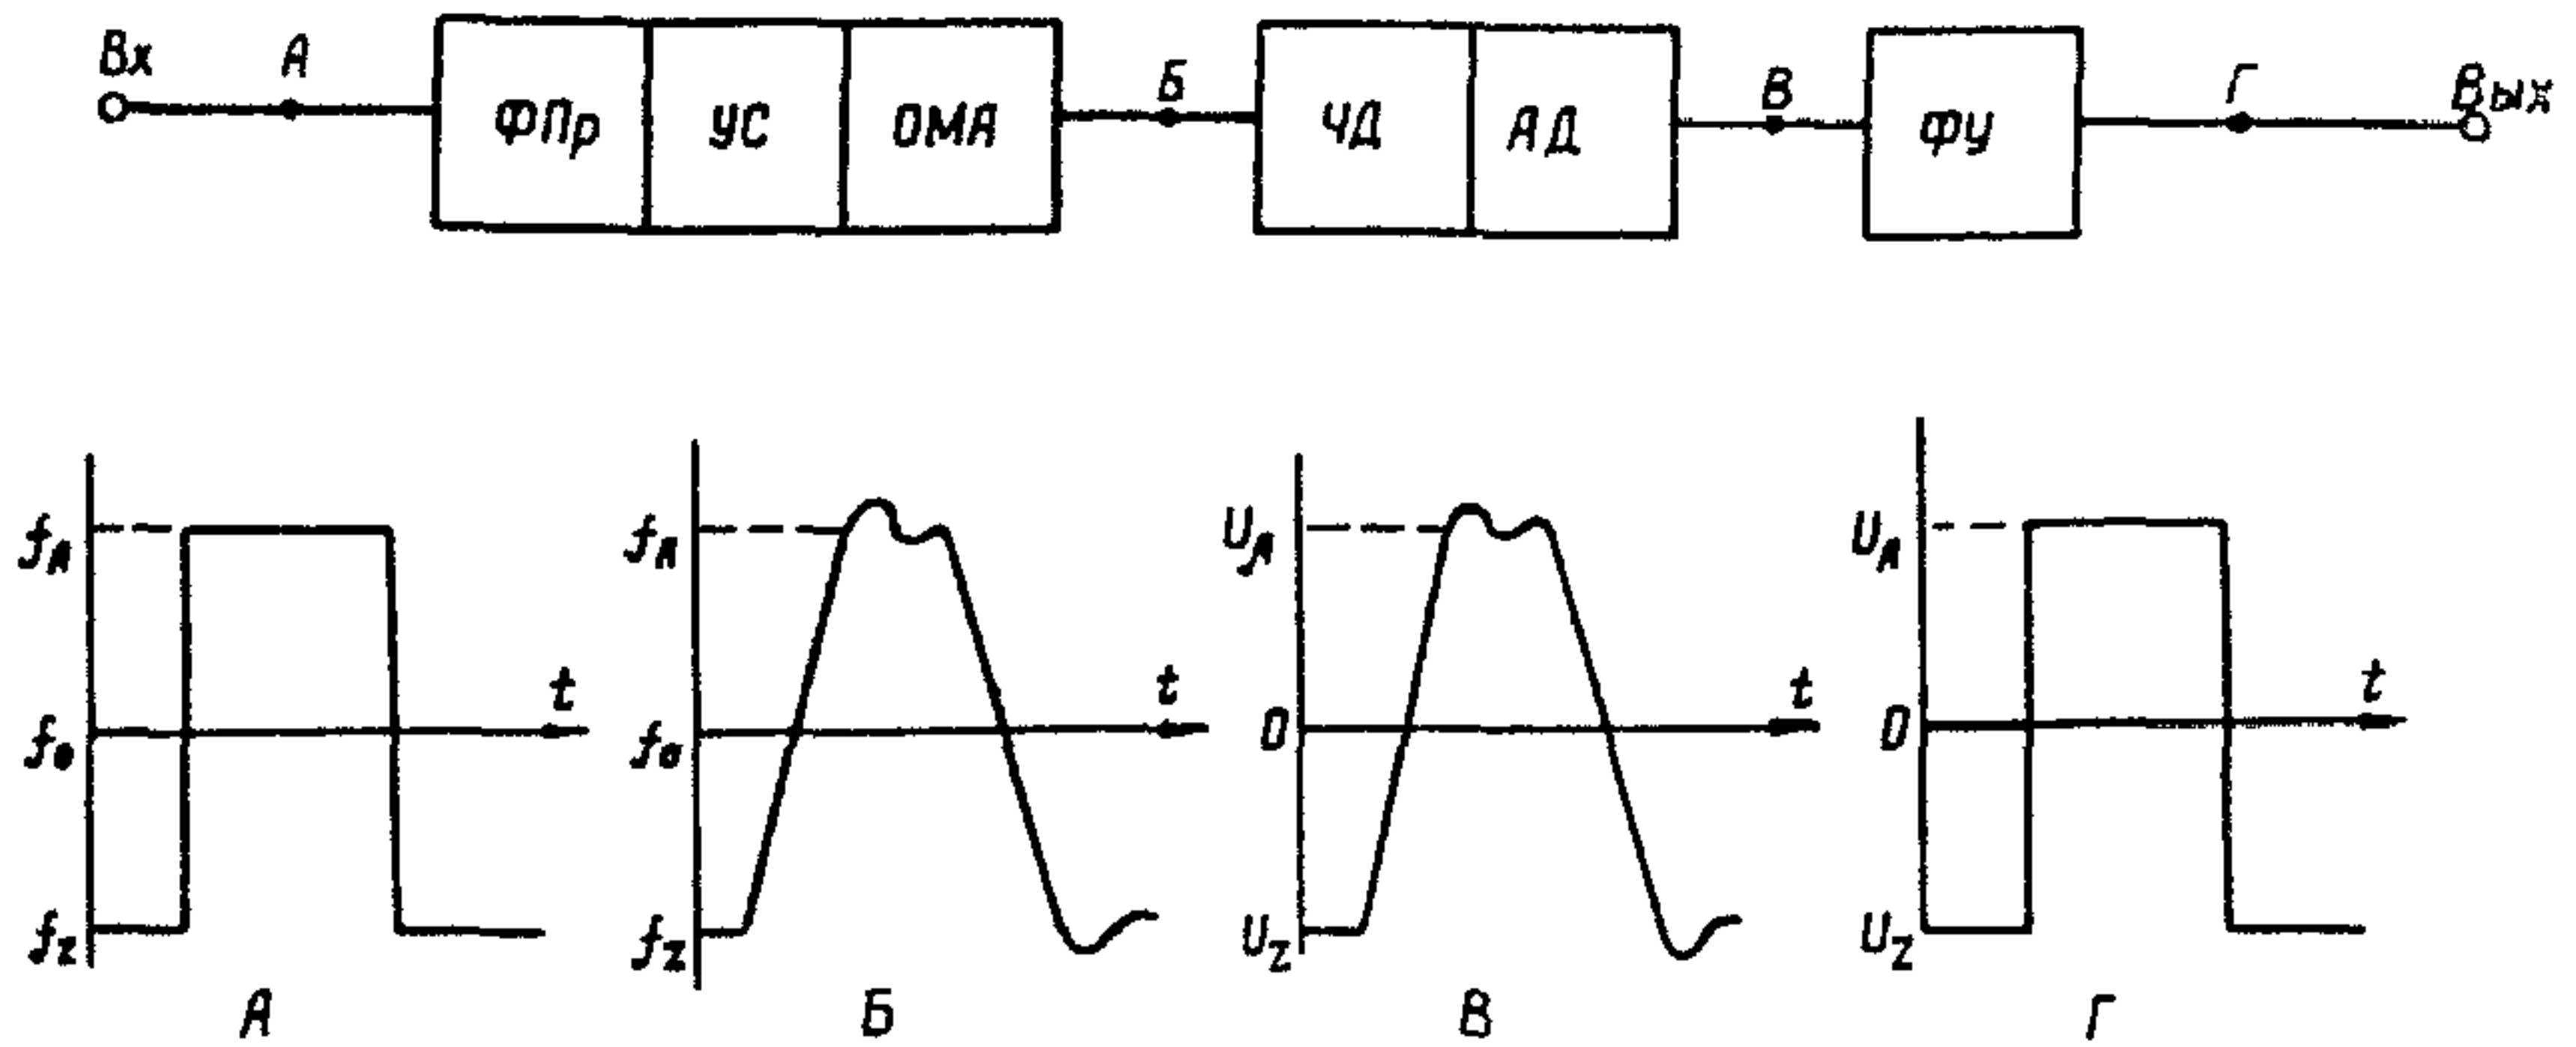 Вх А Б В Г Вых
ФПр УС ОМА ЧД АД ФУ
fА fА UА UА
t t t t
f0 f0 0 0
fz fz Uz Uz
А Б В Г